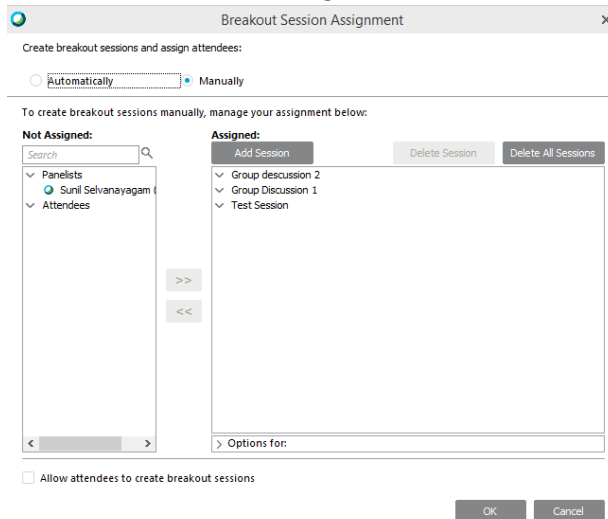 Breakout Session Assignment
Create breakout sessions and assign attendees:
Automatically Manually
To create breakout sessions manually, manage your assignment below:
Not Assigned: Assigned:
Search Add Session Delete Session Delete All Sessions
Panelists Group descussion 2
Sunil Selvanayagam ( Group Discussion 1
Attendees Test Session
>>
<<
Options for:
Allow attendees to create breakout sessions
OK Cancel